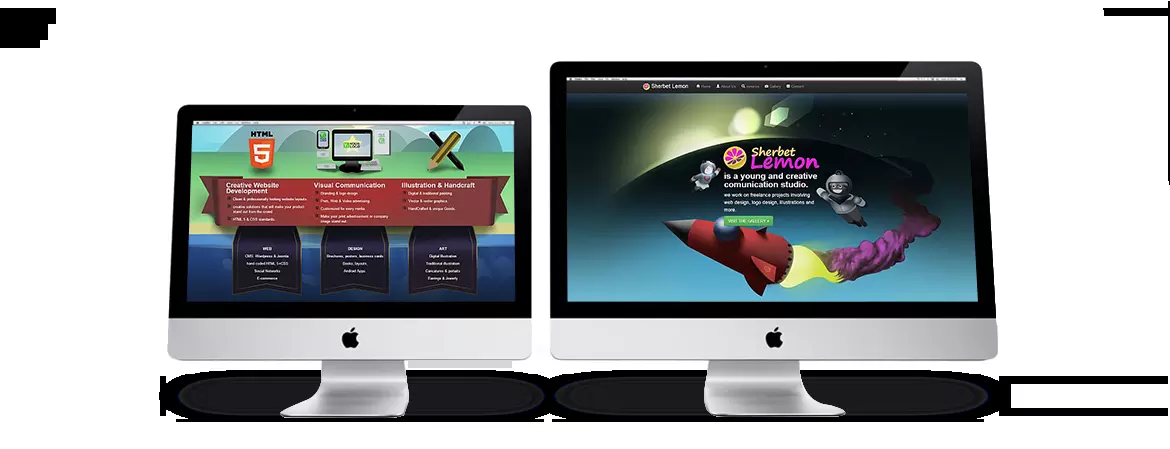 HTML
5
Creative Website
Development
Clean & professionally looking website layouts
creative solutions that will make your product
stand out from the crowd
HTML 5 & CSS standards.
Visual Communication
Branding & logo design
Print, Web & Video advertising
Customized for every media
Make your print advertisement or company
image stand out
Illustration & Handcraft
Digital & traditional painting
Vector & raster graphics
HandCrafted & unique Goods.
WEB
CMS, Wordpress & Joomla
hand-coded HTML 5+CSS
Social Networks
E-commerce
DESIGN
Brochures, posters, business cards
Books, layouts,
Android Apps.
ART
Digital Illustration
Traditional illustration
Caricatures & portaits
Earings & Jewelry
Sherbet Lemon
Home
About Us
Services
Gallery
Contact
Sherbet
Lemon
is a young and creative
comunication studio.
we work on freelance projects involving
web design, logo design, illustrations and
more.
VISIT THE GALLERY »